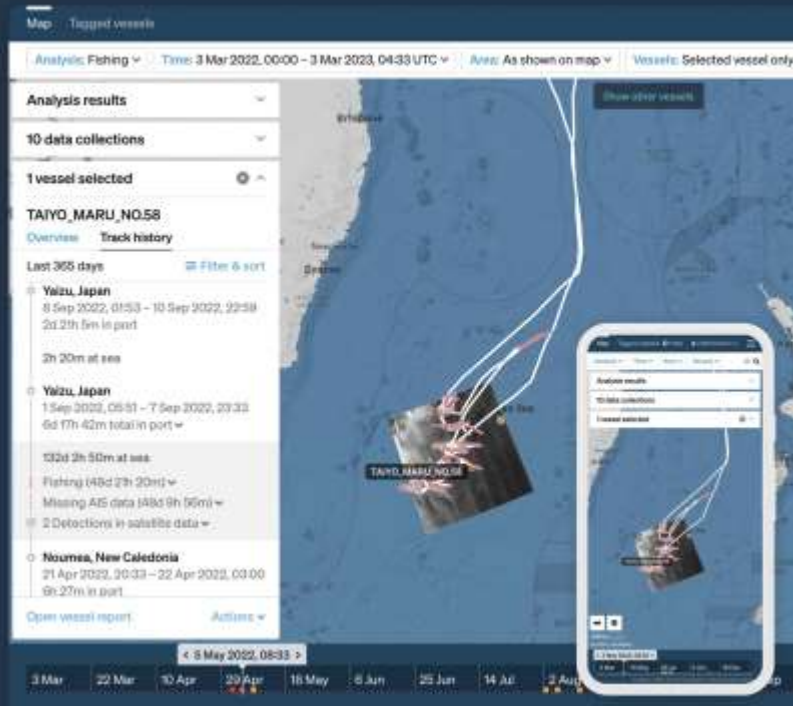 Map Tagged vessels
Analysis: Fishing Time: 3 Mar 2022, 00:00 – 3 Mar 2023, 04:33 UTC Area: As shown on map Vessels: Selected vessel only
Show other vessels
Analysis results
10 data collections
1 vessel selected
TAIYO_MARU_NO.58
Overview Track history
Last 365 days Filter & sort
Yaizu, Japan
8 Sep 2022, 01:53 – 10 Sep 2022, 22:59
2d 21h 5m in port
2h 20m at sea
Yaizu, Japan
1 Sep 2022, 05:51 – 7 Sep 2022, 23:33
6d 17h 42m total in port
132d 2h 50m at sea
Fishing (48d 21h 20m)
Missing AIS data (48d 9h 56m)
2 Detections in satellite data
Noumea, New Caledonia
21 Apr 2022, 20:33 – 22 Apr 2022, 03:00
6h 27m in port
Open vessel report Actions
Brisbane
TAIYO_MARU_NO.58
< 5 May 2022, 08:33 >
3 Mar 22 Mar 10 Apr 29 Apr 18 May 6 Jun 25 Jun 14 Jul 2 Aug
Map Tagged vessels
Analysis results
10 data collections
1 vessel selected